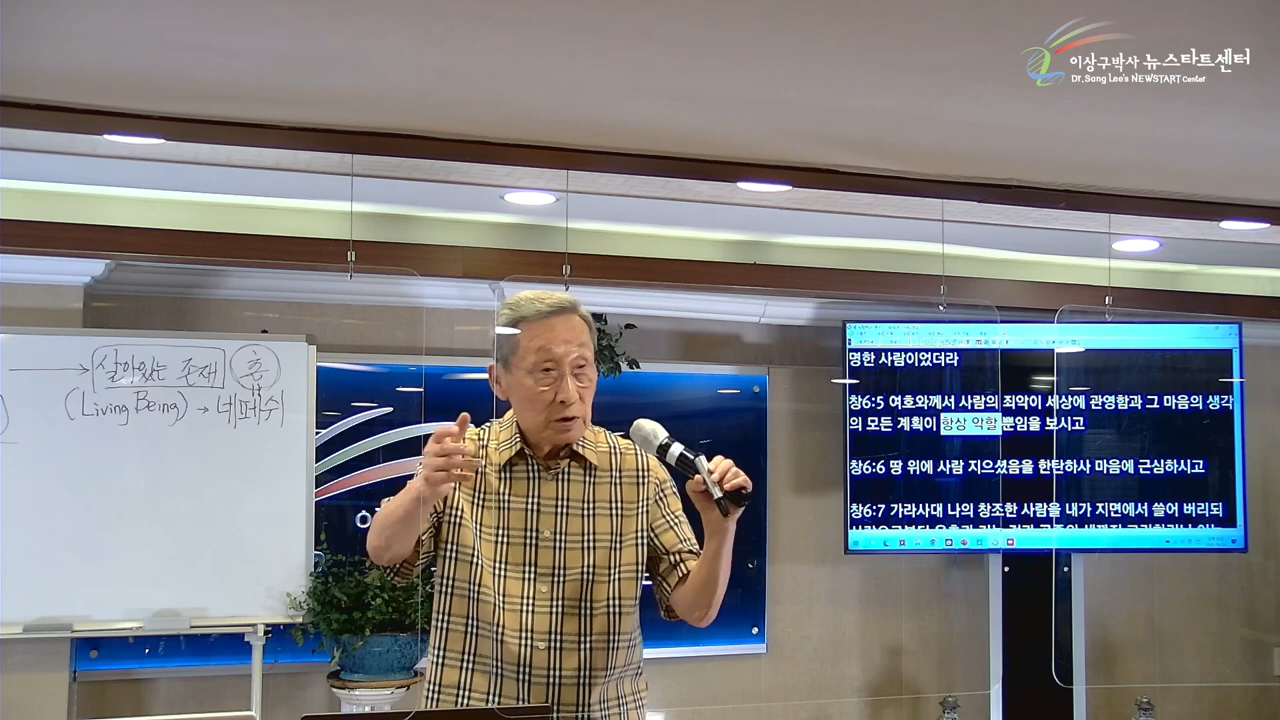 이상구박사 뉴스타트센터
Dr. Sang Lee's NEWSTART Center
살아있는 존재 혼
(Living Being) → 네페쉬
명한 사람이었더라
창6:5 여호와께서 사람의 죄악이 세상에 관영함과 그 마음의 생각
의 모든 계획이 항상 악할 뿐임을 보시고
창6:6 땅 위에 사람 지으셨음을 한탄하사 마음에 근심하시고
창6:7 가라사대 나의 창조한 사람을 내가 지면에서 쓸어 버리되